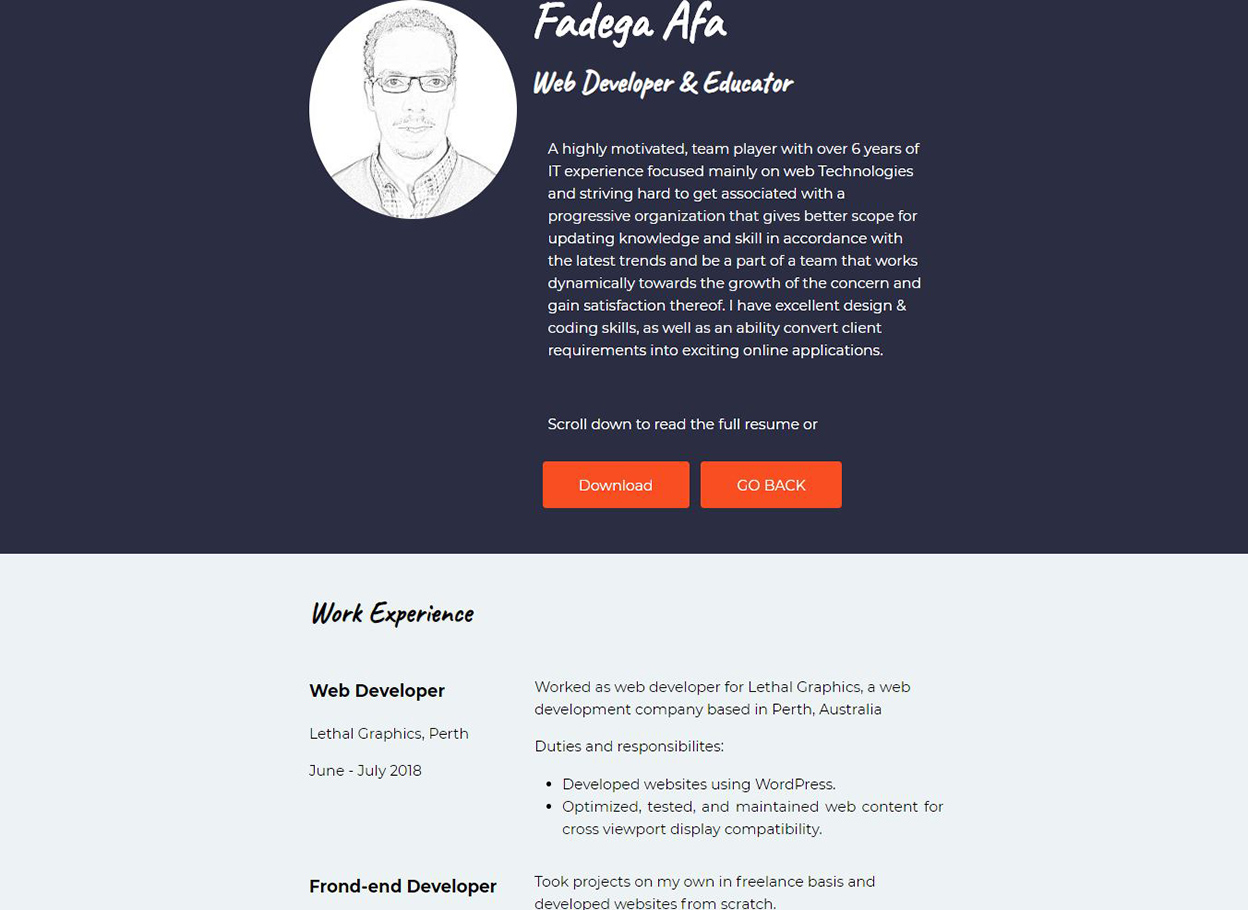 Fadega Afa
Web Developer & Educator
A highly motivated, team player with over 6 years of
IT experience focused mainly on web Technologies
and striving hard to get associated with a
progressive organization that gives better scope for
updating knowledge and skill in accordance with
the latest trends and be a part of a team that works
dynamically towards the growth of the concern and
gain satisfaction thereof. I have excellent design &
coding skills, as well as an ability convert client
requirements into exciting online applications.
Scroll down to read the full resume or
Download
GO BACK
Work Experience
Web Developer
Lethal Graphics, Perth
June - July 2018
Worked as web developer for Lethal Graphics, a web
development company based in Perth, Australia
Duties and responsibilites:
• Developed websites using WordPress.
• Optimized, tested, and maintained web content for
cross viewport display compatibility.
Frond-end Developer
Took projects on my own in freelance basis and
developed websites from scratch.